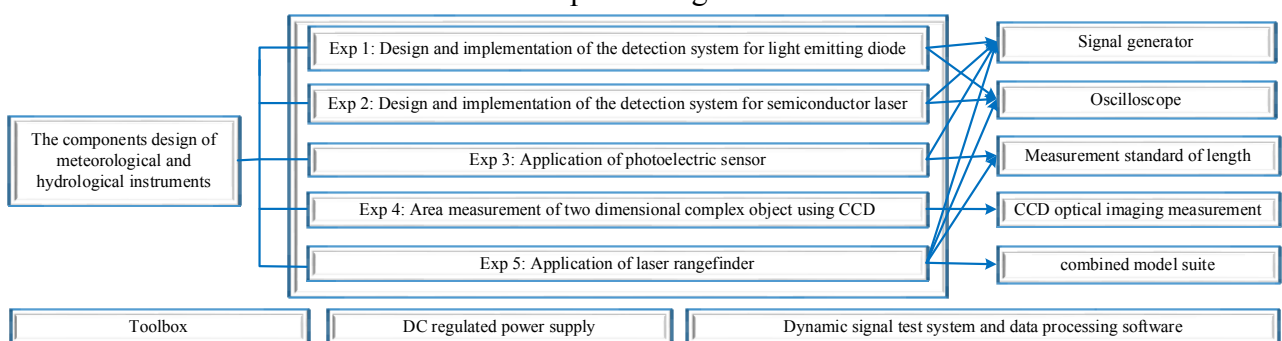 Exp 1: Design and implementation of the detection system for light emitting diode
Signal generator
Exp 2: Design and implementation of the detection system for semiconductor laser
Oscilloscope
The components design of
meteorological and
hydrological instruments
Exp 3: Application of photoelectric sensor
Measurement standard of length
Exp 4: Area measurement of two dimensional complex object using CCD
CCD optical imaging measurement
Exp 5: Application of laser rangefinder
combined model suite
Toolbox
DC regulated power supply
Dynamic signal test system and data processing software